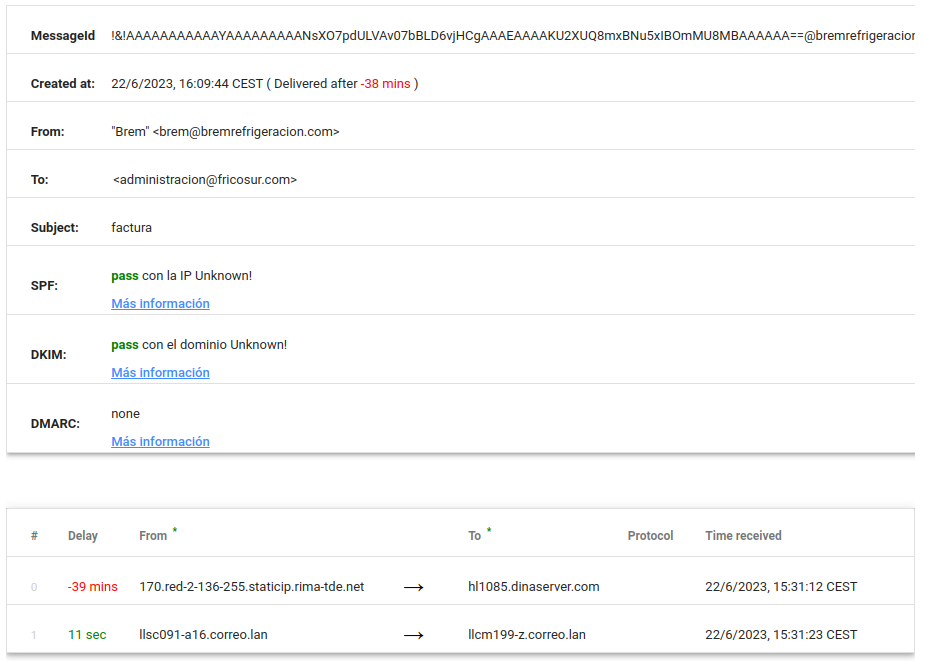 MessageId !&!AAAAAAAAAAAYAAAAAAAAANsXO7pdULVAv07bBLD6vjHCgAAAEAAAAKU2XUQ8mxBNu5xIBOmMU8MBAAAAAA==@bremrefrigeracion
Created at: 22/6/2023, 16:09:44 CEST ( Delivered after -38 mins )
From: "Brem" <brem@bremrefrigeracion.com>
To: <administracion@fricosur.com>
Subject: factura
SPF: pass con la IP Unknown!
Más información
DKIM: pass con el dominio Unknown!
Más información
DMARC: none
Más información
# Delay From * To * Protocol Time received
0 -39 mins 170.red-2-136-255.staticip.rima-tde.net → hl1085.dinaserver.com 22/6/2023, 15:31:12 CEST
1 11 sec llsc091-a16.correo.lan → llcm199-z.correo.lan 22/6/2023, 15:31:23 CEST